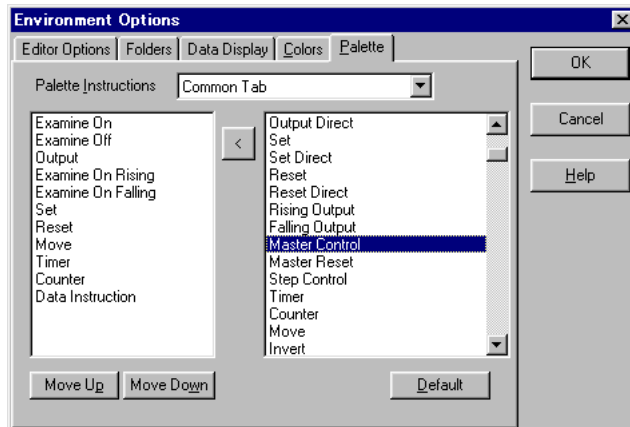 Environment Options
Editor Options Folders Data Display Colors Palette
Palette Instructions Common Tab
OK
Cancel
Help
Examine On
Examine Off
Output
Examine On Rising
Examine On Falling
Set
Reset
Move
Timer
Counter
Data Instruction
<
Output Direct
Set
Set Direct
Reset
Reset Direct
Rising Output
Falling Output
Master Control
Master Reset
Step Control
Timer
Counter
Move
Invert
Move Up Move Down Default